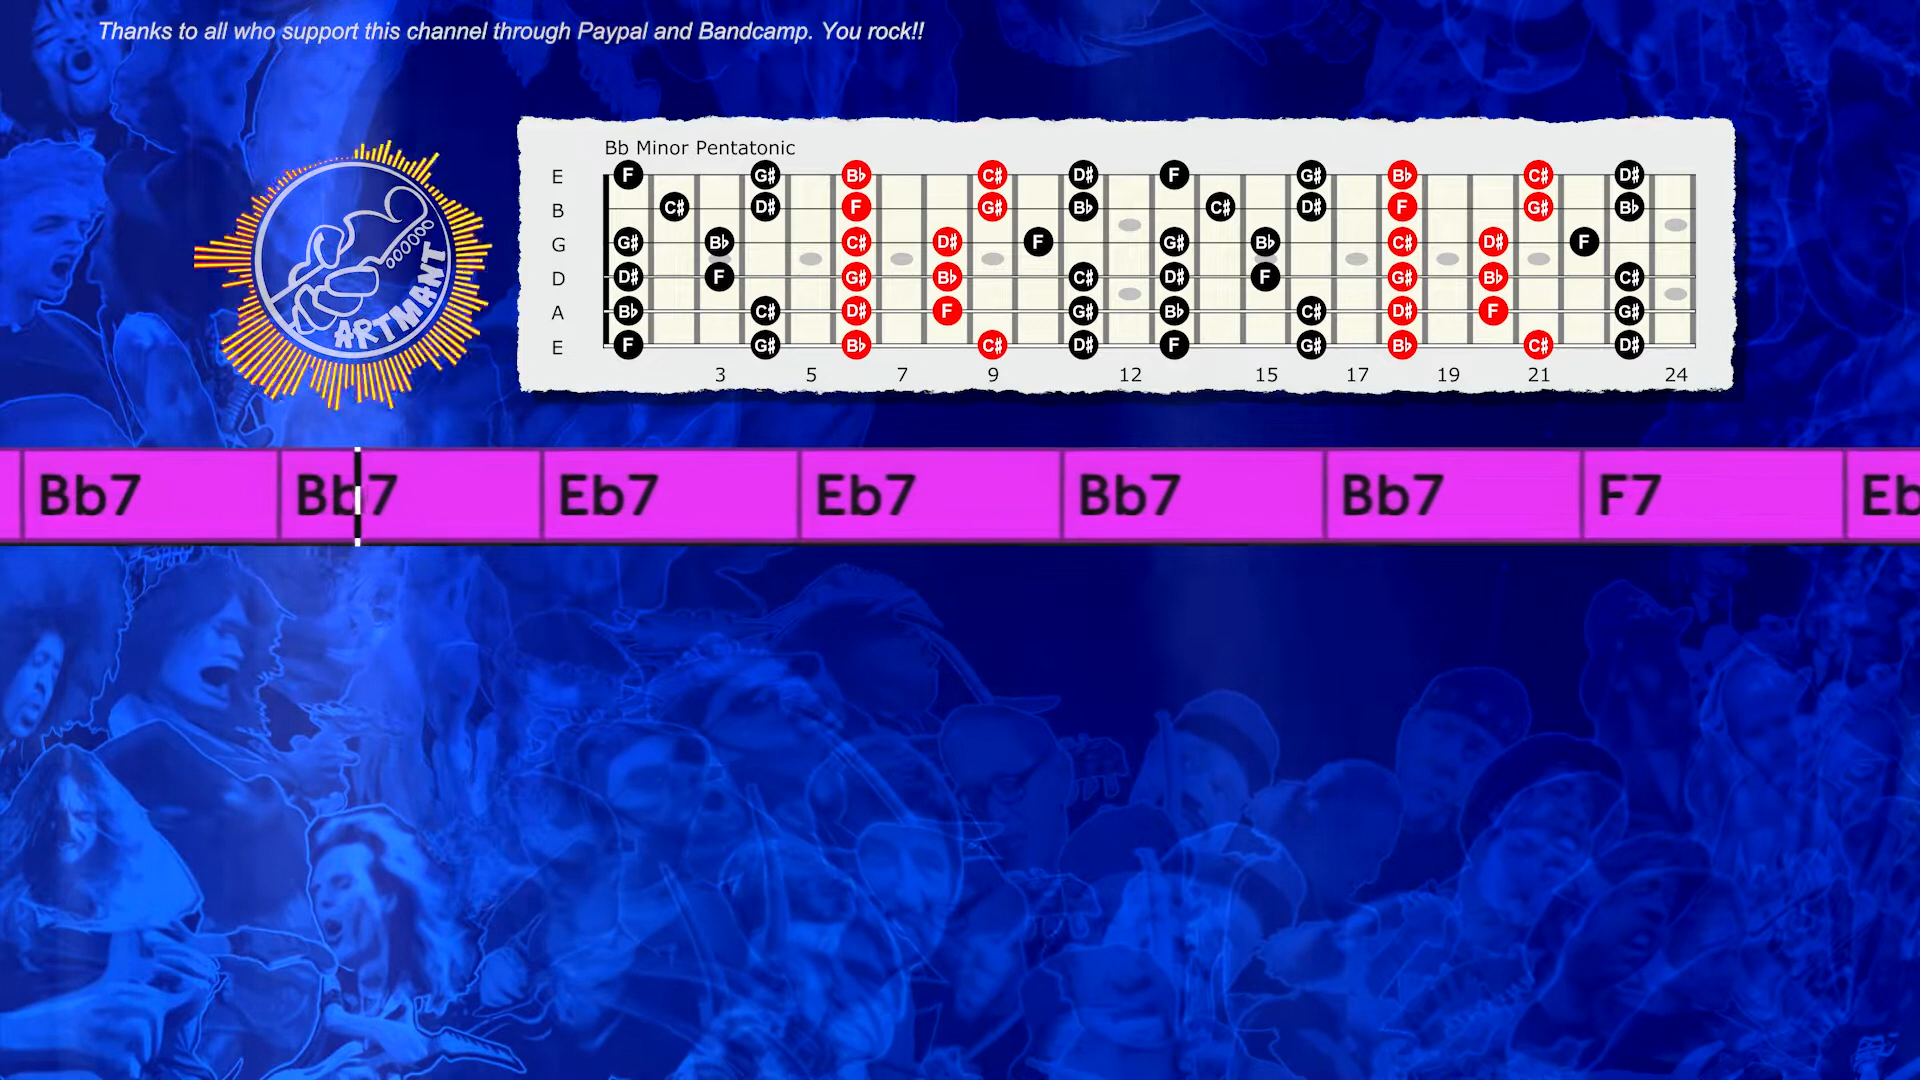 Thanks to all who support this channel through Paypal and Bandcamp. You rock!!
Bb Minor Pentatonic
E F G# B♭ C# D# F G# B♭ C# D#
B C# D# F G# B♭ C# D# F G# B♭
G G# B♭ C# D# F G# B♭ C# D# F
D D# F G# B♭ C# D# F G# B♭ C#
A B♭ C# D# F G# B♭ C# D# F G#
E F G# B♭ C# D# F G# B♭ C# D#
3 5 7 9 12 15 17 19 21 24
ARTMANT
Bb7 Bb7 Eb7 Eb7 Bb7 Bb7 F7 Eb